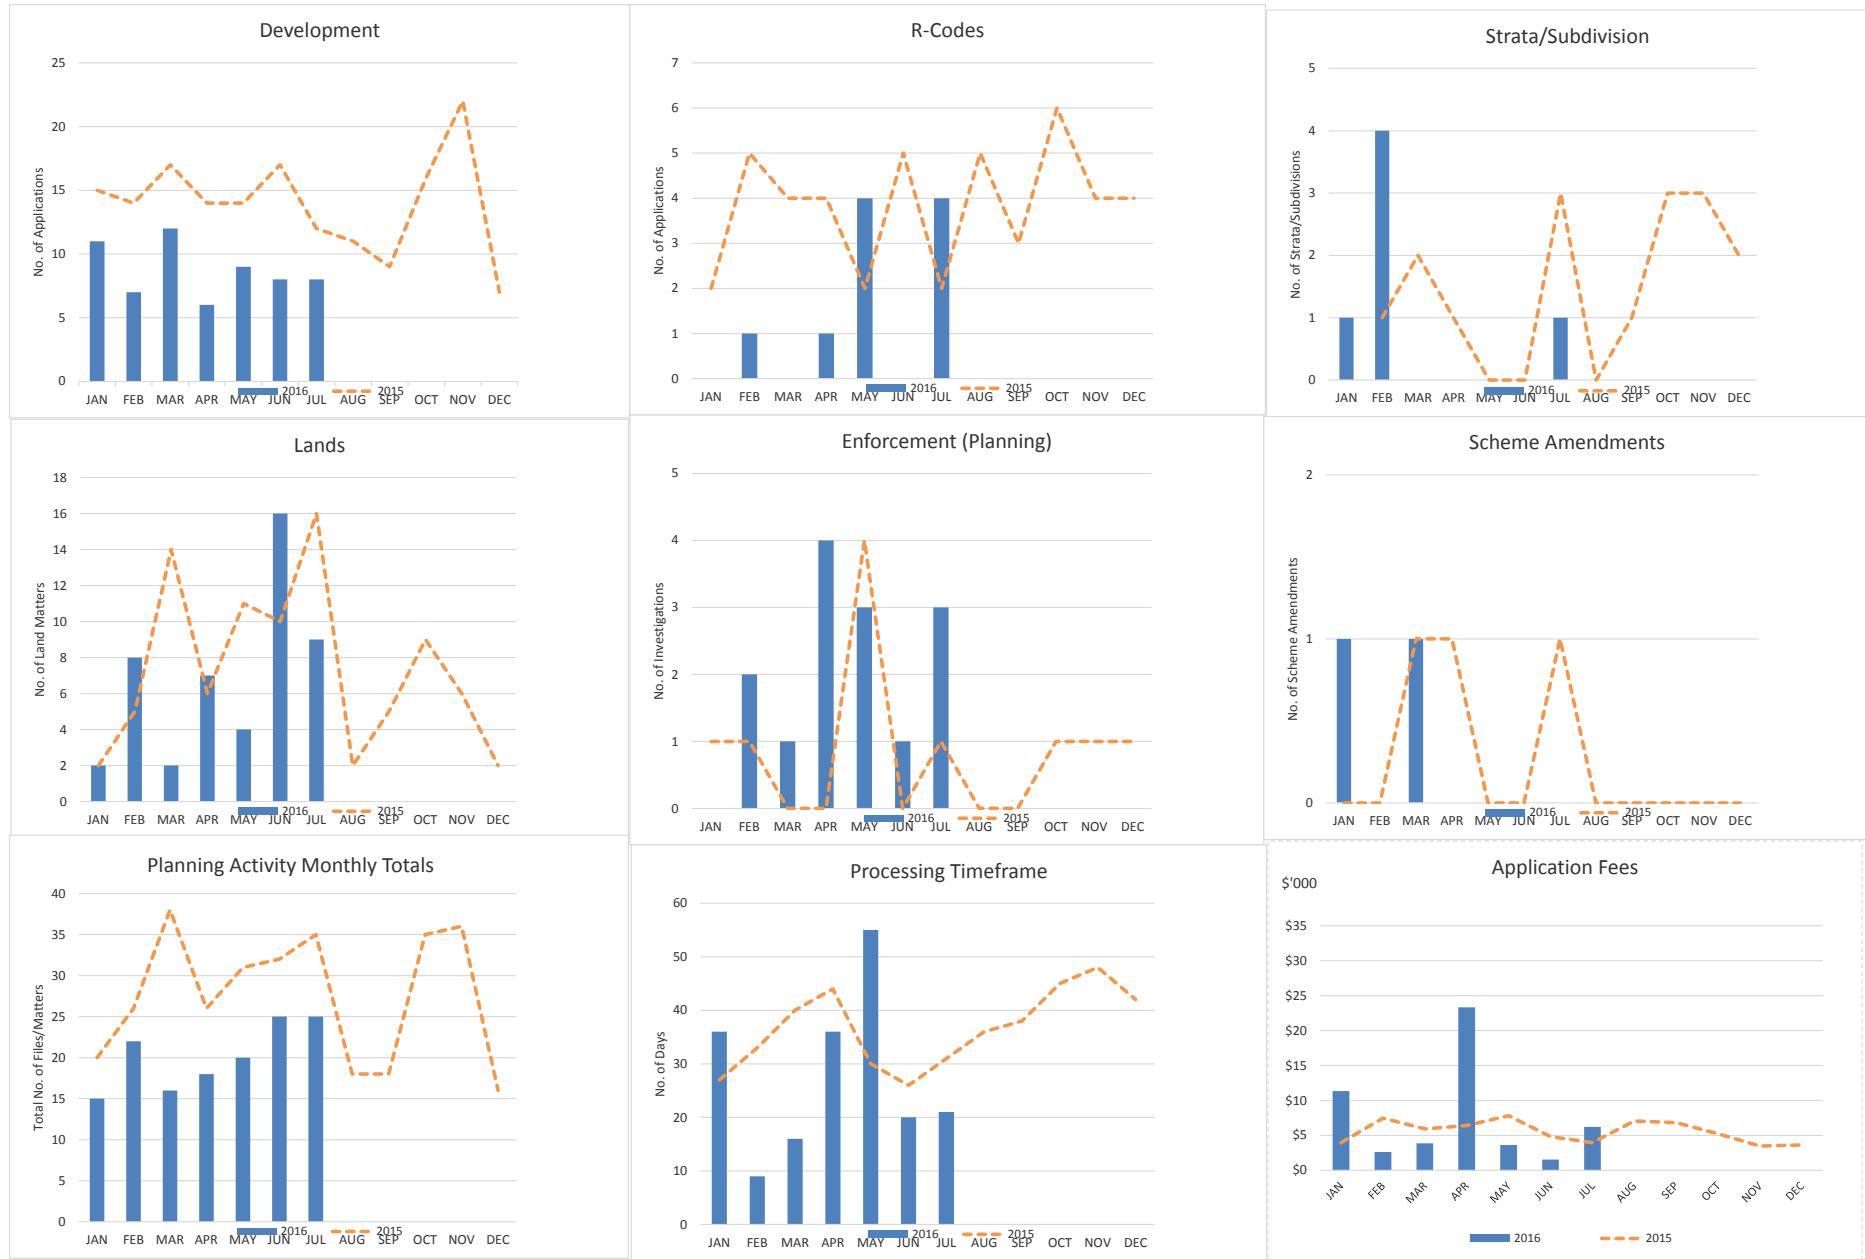 Development
No. of Applications
25
20
15
10
5
0
JAN FEB MAR APR MAY JUN JUL AUG SEP OCT NOV DEC
2016 2015
R-Codes
No. of Applications
7
6
5
4
3
2
1
0
JAN FEB MAR APR MAY JUN JUL AUG SEP OCT NOV DEC
2016 2015
Strata/Subdivision
No. of Strata/Subdivisions
5
4
3
2
1
0
JAN FEB MAR APR MAY JUN JUL AUG SEP OCT NOV DEC
2016 2015
Lands
No. of Land Matters
18
16
14
12
10
8
6
4
2
0
JAN FEB MAR APR MAY JUN JUL AUG SEP OCT NOV DEC
2016 2015
Enforcement (Planning)
No. of Investigations
5
4
3
2
1
0
JAN FEB MAR APR MAY JUN JUL AUG SEP OCT NOV DEC
2016 2015
Scheme Amendments
No. of Scheme Amendments
2
1
0
JAN FEB MAR APR MAY JUN JUL AUG SEP OCT NOV DEC
2016 2015
Planning Activity Monthly Totals
Total No. of Files/Matters
40
35
30
25
20
15
10
5
0
JAN FEB MAR APR MAY JUN JUL AUG SEP OCT NOV DEC
2016 2015
Processing Timeframe
No. of Days
60
50
40
30
20
10
0
JAN FEB MAR APR MAY JUN JUL AUG SEP OCT NOV DEC
2016 2015
Application Fees
$'000
$35
$30
$25
$20
$15
$10
$5
$0
JAN FEB MAR APR MAY JUN JUL AUG SEP OCT NOV DEC
2016 2015